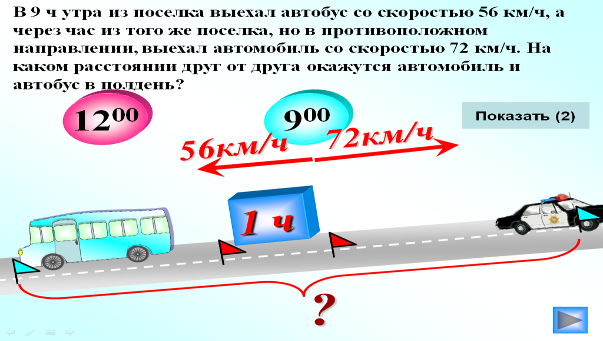 В 9 ч утра из поселка выехал автобус со скоростью 56 км/ч, а
через час из того же поселка, но в противоположном
направлении, выехал автомобиль со скоростью 72 км/ч. На
каком расстоянии друг от друга окажутся автомобиль и
автобус в полдень?
12⁰⁰
9⁰⁰
Показать (2)
56км/ч
72км/ч
1 ч
?